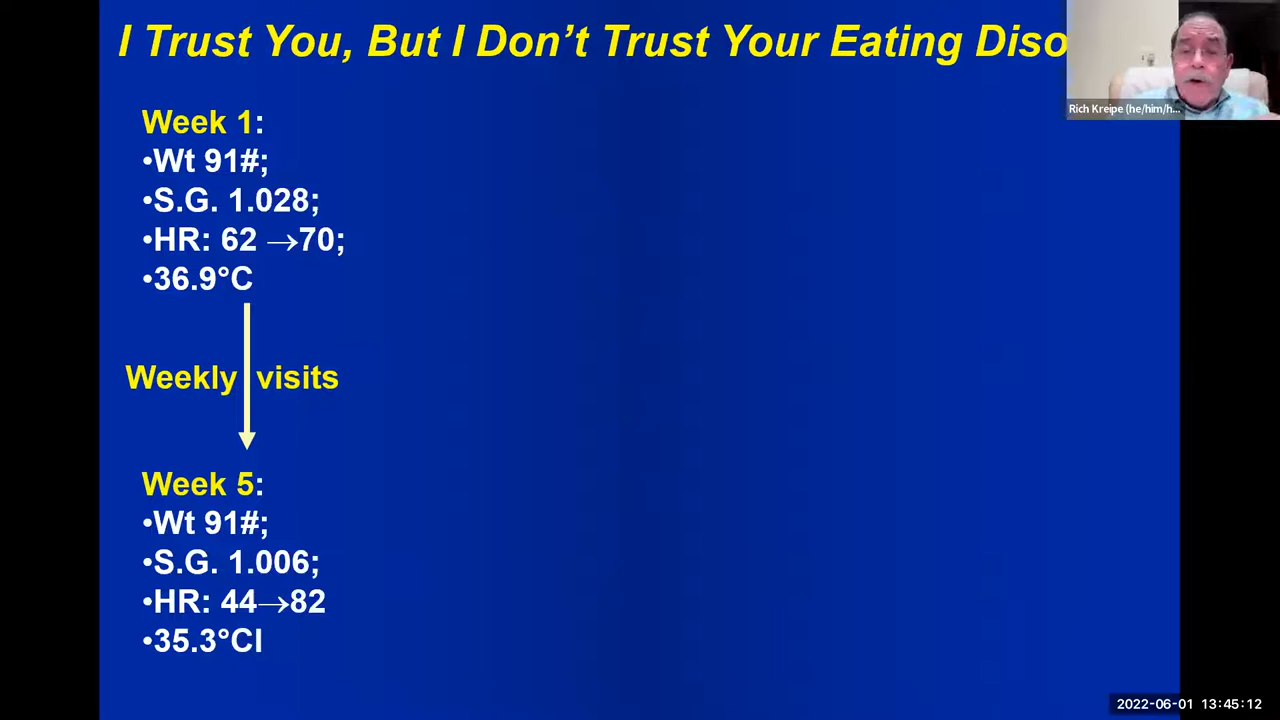 I Trust You, But I Don't Trust Your Eating Diso
Rich Kreipe (he/him/h...
Week 1:
•Wt 91#;
•S.G. 1.028;
•HR: 62 →70;
•36.9°C
Weekly visits
Week 5:
•Wt 91#;
•S.G. 1.006;
•HR: 44→82
•35.3°Cl
2022-06-01 13:45:12